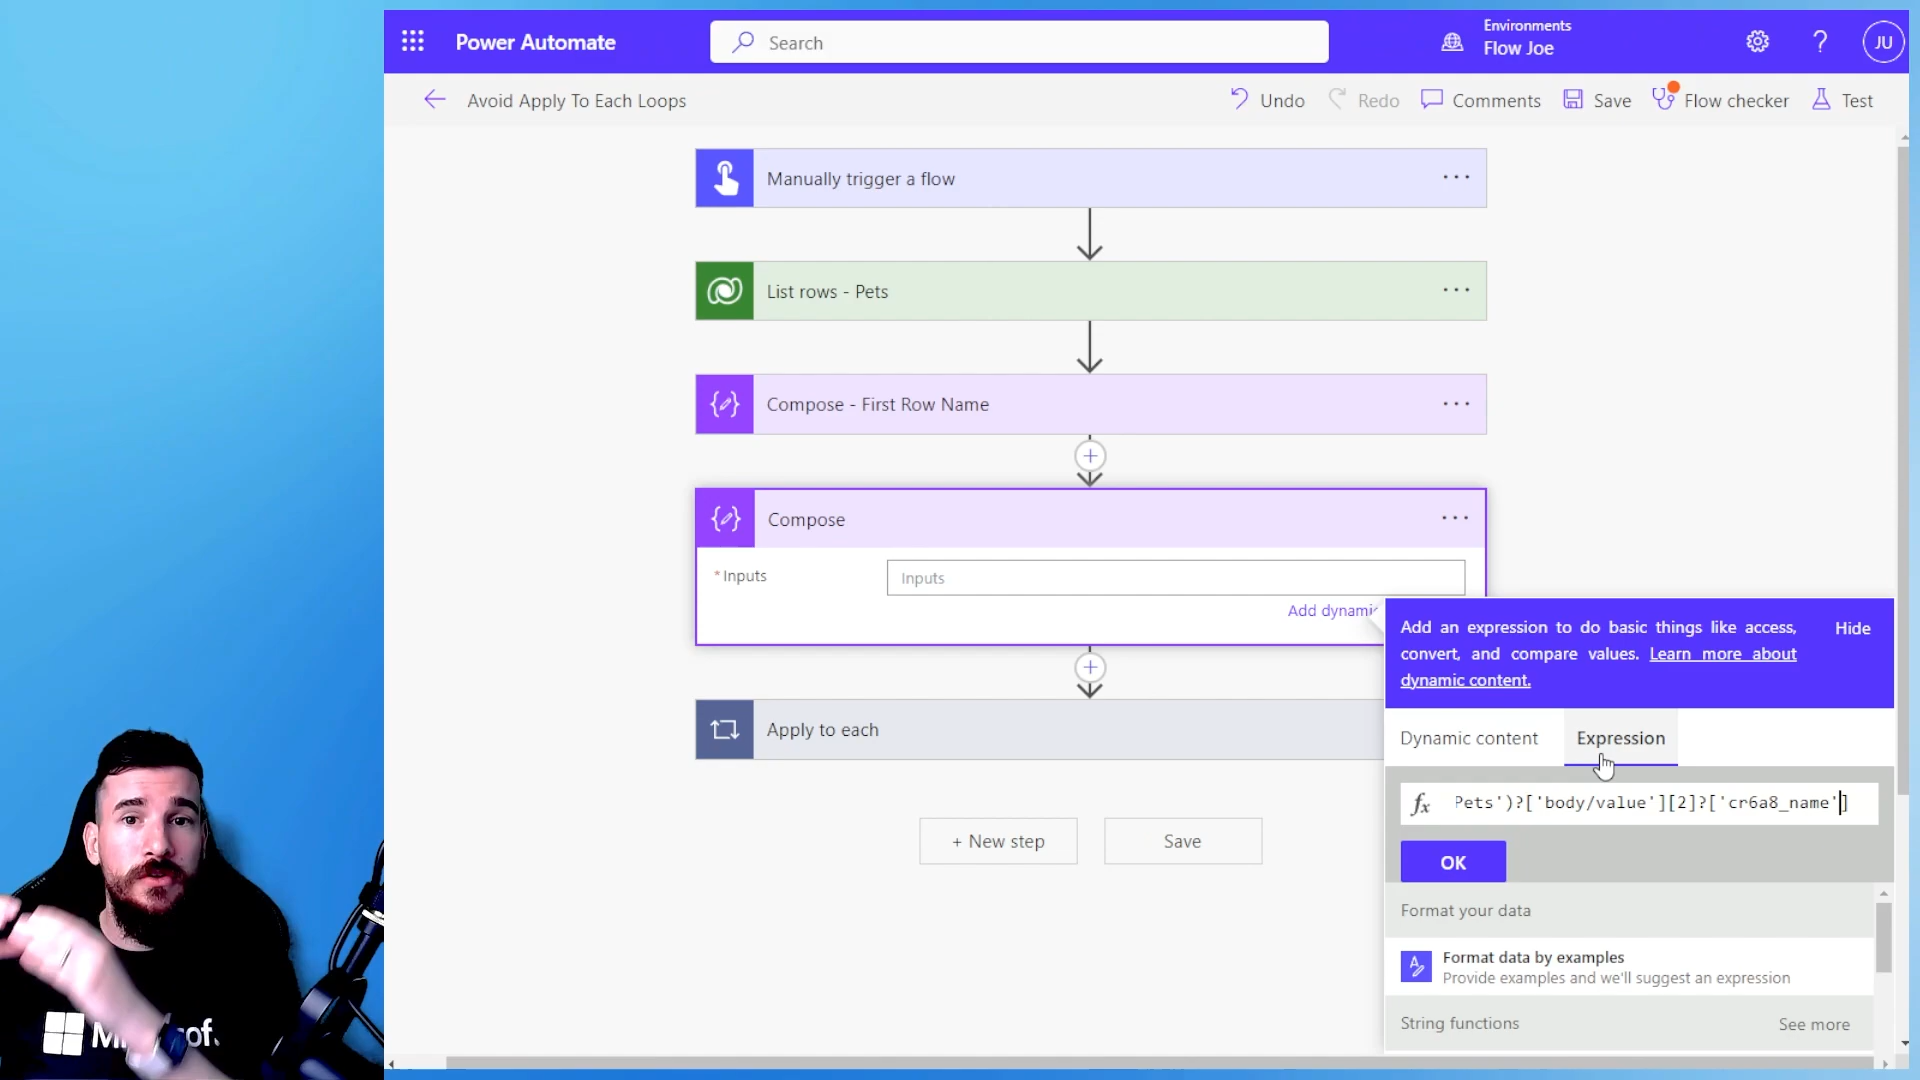 Power Automate
Search
Environments
Flow Joe
JU
Avoid Apply To Each Loops
Undo
Redo
Comments
Save
Flow checker
Test
Manually trigger a flow
List rows - Pets
Compose - First Row Name
Compose
* Inputs
Inputs
Add dynamic
Add an expression to do basic things like access,
convert, and compare values. Learn more about
dynamic content.
Hide
Apply to each
Dynamic content
Expression
fx
Pets')?['body/value'][2]?['cr6a8_name']
+ New step
Save
OK
Format your data
Format data by examples
Provide examples and we'll suggest an expression
String functions
See more